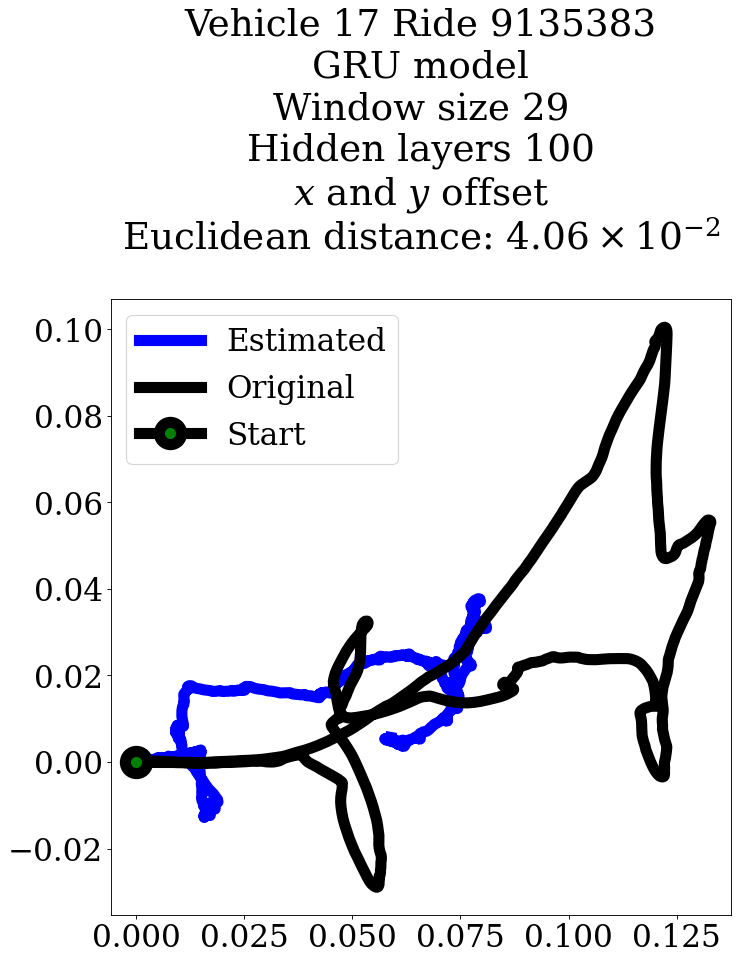 Vehicle 17 Ride 9135383
GRU model
Window size 29
Hidden layers 100
x and y offset
Euclidean distance: 4.06 × 10⁻²
Estimated
Original
Start
0.10
0.08
0.06
0.04
0.02
0.00
−0.02
0.000 0.025 0.050 0.075 0.100 0.125